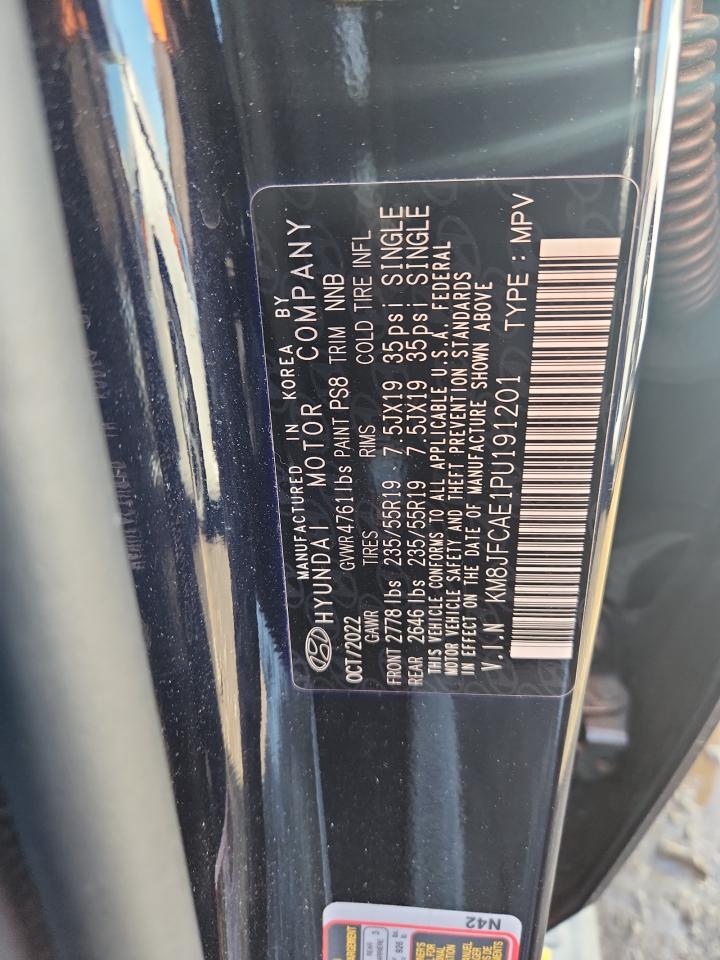 MANUFACTURED IN KOREA BY
HYUNDAI MOTOR COMPANY
OCT/2022 GVWR 4761 lbs PAINT PS8 TRIM NNB
GAWR TIRES RIMS COLD TIRE INFL
FRONT 2778 lbs 235/55R19 7.5JX19 35psi SINGLE
REAR 2646 lbs 235/55R19 7.5JX19 35psi SINGLE
THIS VEHICLE CONFORMS TO ALL APPLICABLE U.S.A. FEDERAL
MOTOR VEHICLE SAFETY AND THEFT PREVENTION STANDARDS
IN EFFECT ON THE DATE OF MANUFACTURE SHOWN ABOVE
V.I.N KM8JFCAE1PU191201 TYPE : MPV
N42
REAR